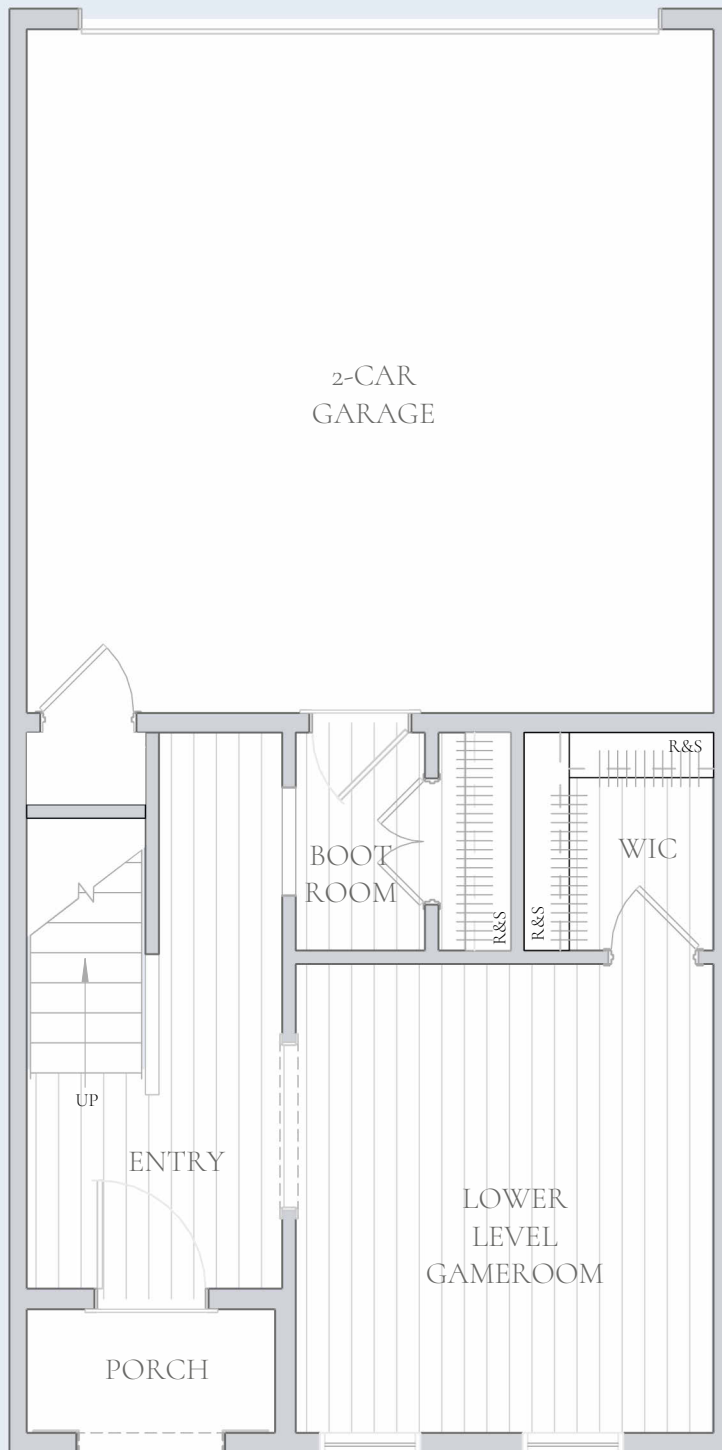 2-CAR
GARAGE
R&S
BOOT
ROOM
WIC
R&S
R&S
UP
ENTRY
LOWER
LEVEL
GAMEROOM
PORCH